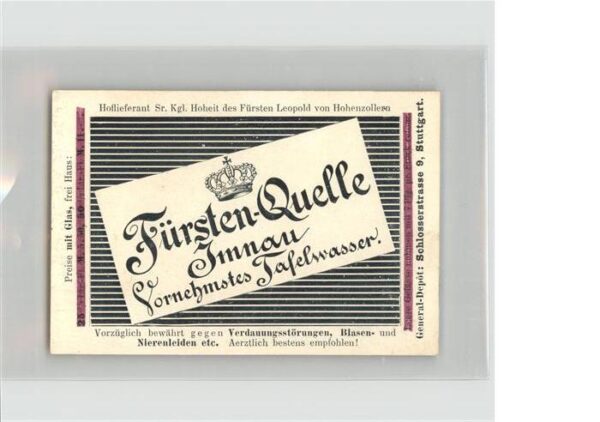 Hoflieferant Sr. Kgl. Hoheit des Fürsten Leopold von Hohenzollern
Preise mit Glas, frei Haus:
Fürsten-Quelle
Imnau
Vornehmstes Tafelwasser.
General-Depôt: Schlosserstrasse 9, Stuttgart.
Vorzüglich bewährt gegen Verdauungsstörungen, Blasen- und
Nierenleiden etc. Aerztlich bestens empfohlen!